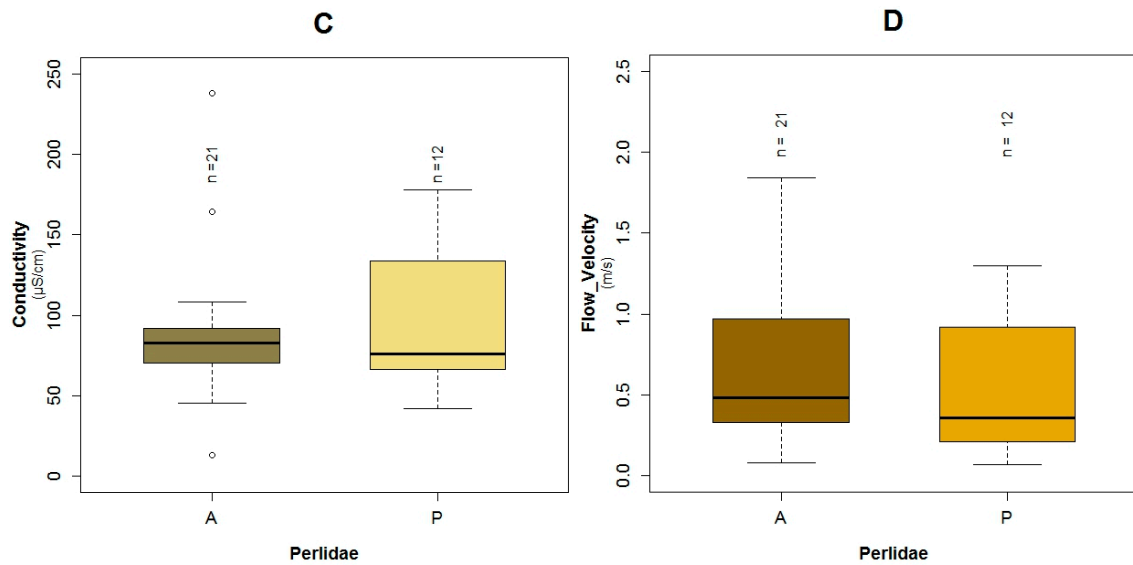 C
250
200
150
100
50
0
Conductivity
(µS/cm)
n =21
n =12
A
P
Perlidae
D
2.5
2.0
1.5
1.0
0.5
0.0
Flow_Velocity
(m/s)
n = 21
n = 12
A
P
Perlidae